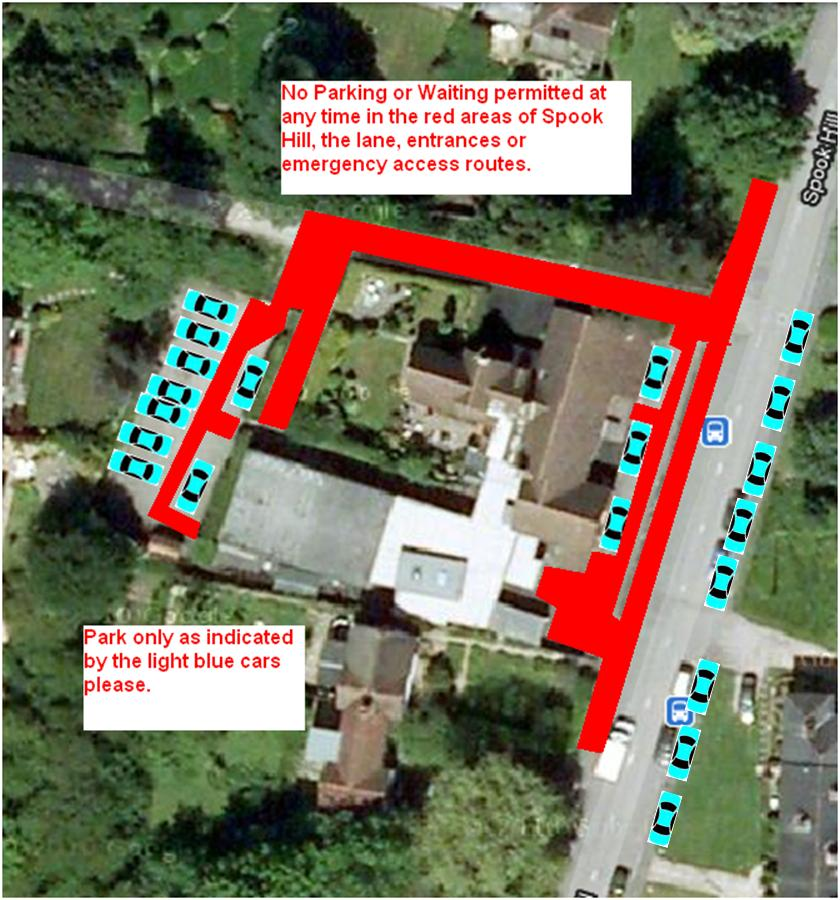 No Parking or Waiting permitted at
any time in the red areas of Spook
Hill, the lane, entrances or
emergency access routes.
Spook Hill
Park only as indicated
by the light blue cars
please.